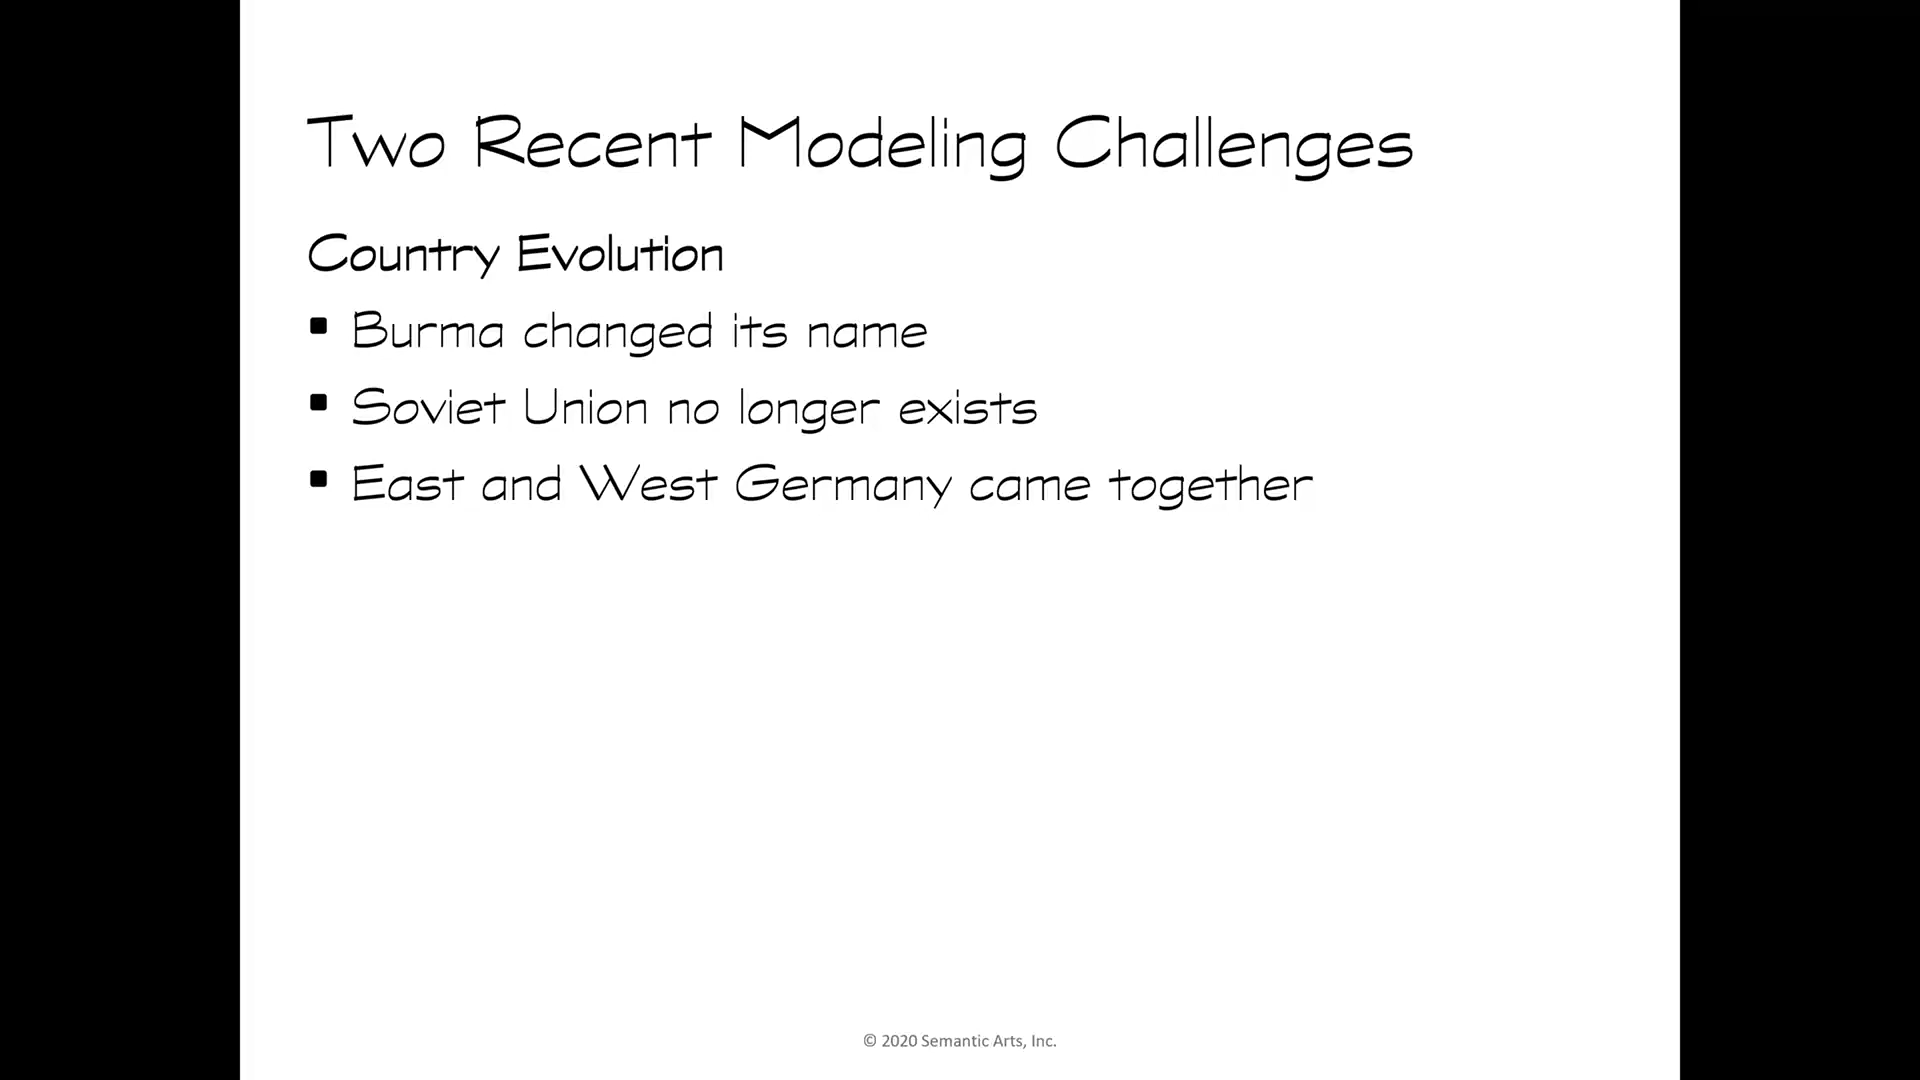 Two Recent Modeling Challenges
Country Evolution
▪ Burma changed its name
▪ Soviet Union no longer exists
▪ East and West Germany came together
© 2020 Semantic Arts, Inc.